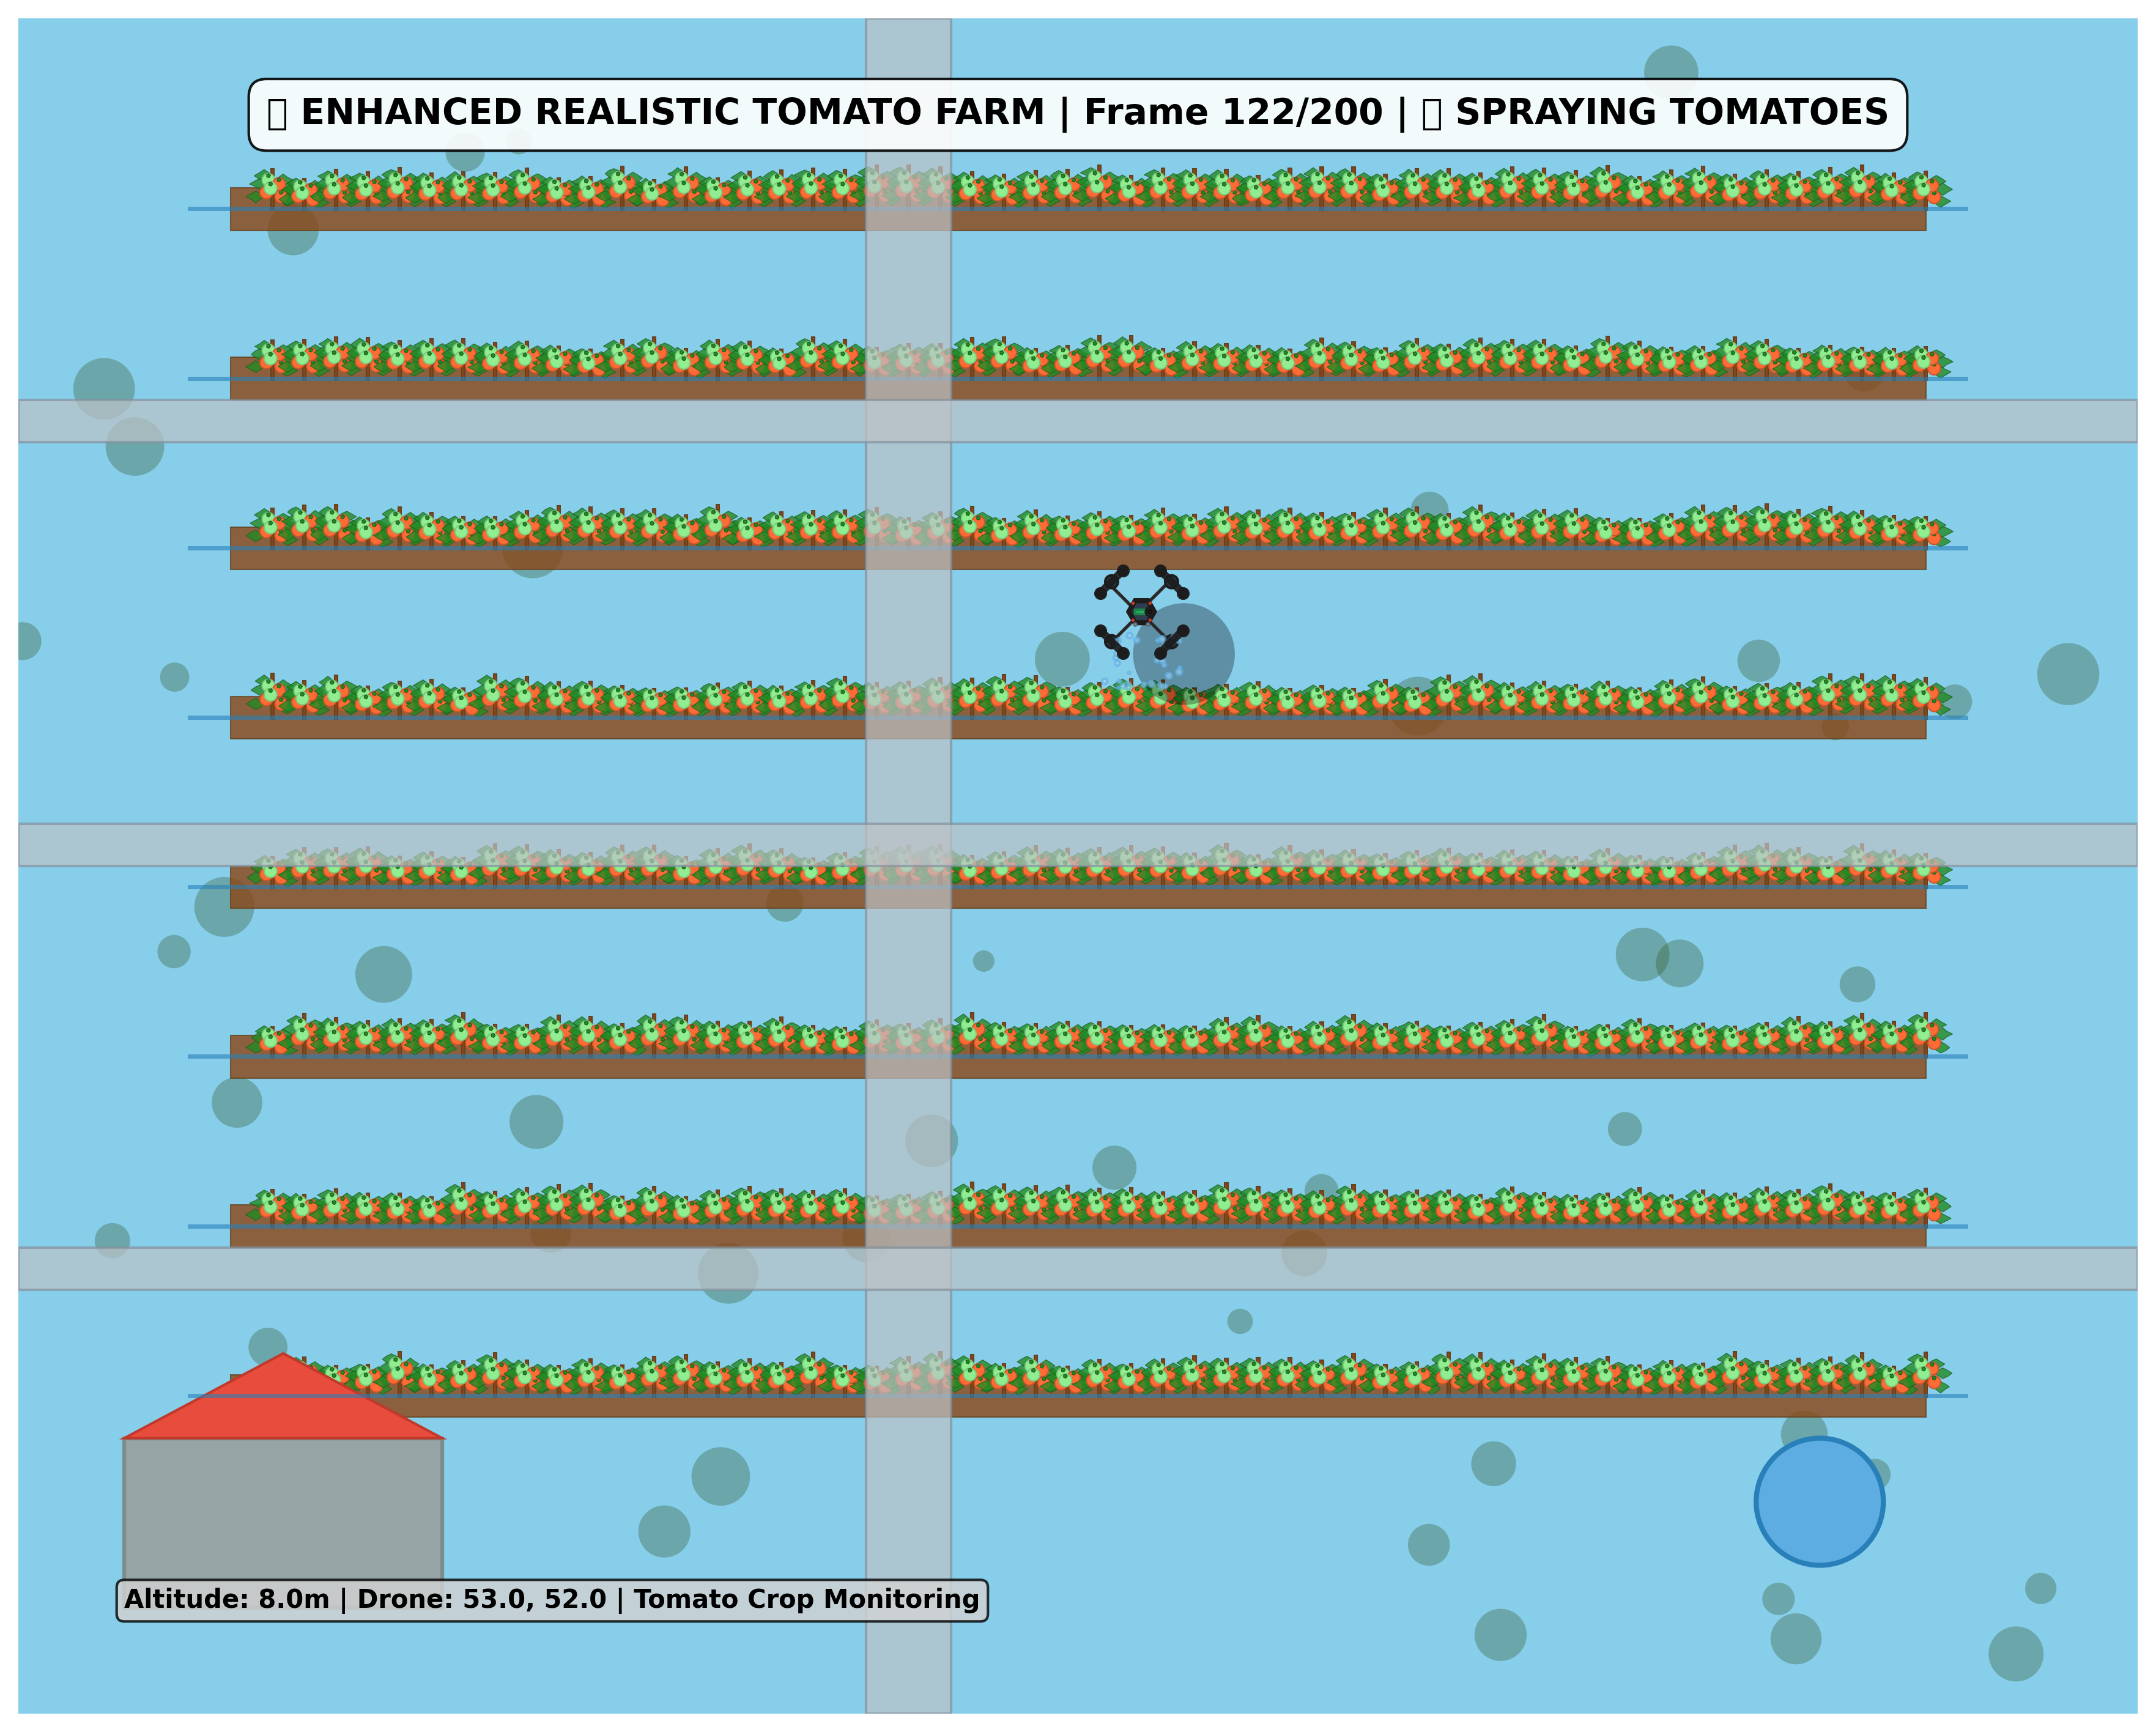 ▯ ENHANCED REALISTIC TOMATO FARM | Frame 122/200 | ▯ SPRAYING TOMATOES
Altitude: 8.0m | Drone: 53.0, 52.0 | Tomato Crop Monitoring